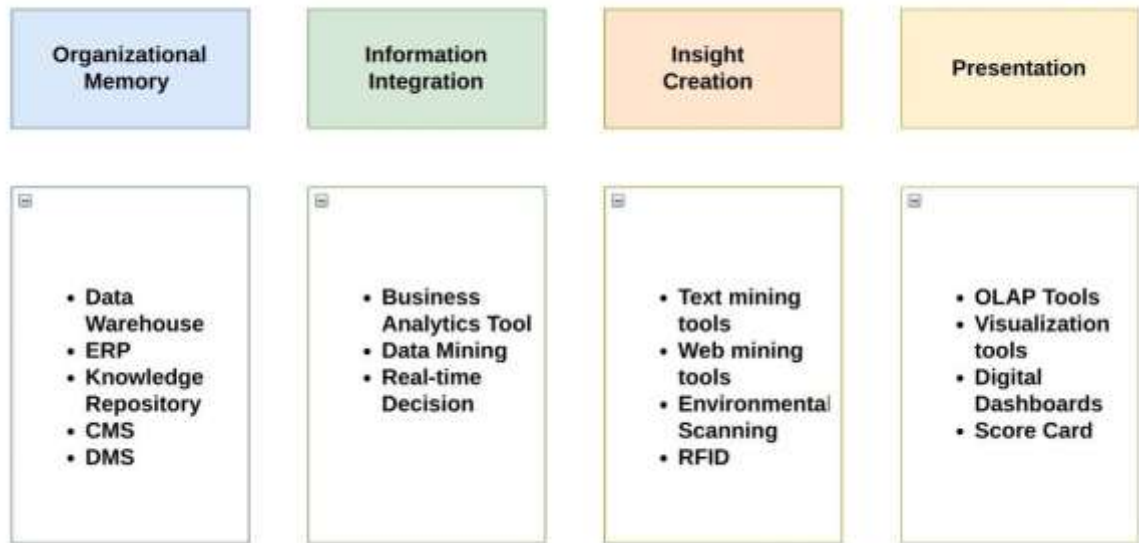 Organizational
Memory
Information
Integration
Insight
Creation
Presentation
• Data
Warehouse
• ERP
• Knowledge
Repository
• CMS
• DMS
• Business
Analytics Tool
• Data Mining
• Real-time
Decision
• Text mining
tools
• Web mining
tools
• Environmental
Scanning
• RFID
• OLAP Tools
• Visualization
tools
• Digital
Dashboards
• Score Card